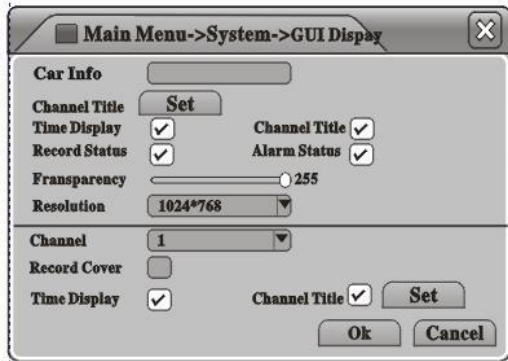 Main Menu->System->GUI Dispay
Car Info
Channel Title Set
Time Display Channel Title
Record Status Alarm Status
Fransparency 255
Resolution 1024*768
Channel 1
Record Cover
Time Display Channel Title Set
Ok Cancel